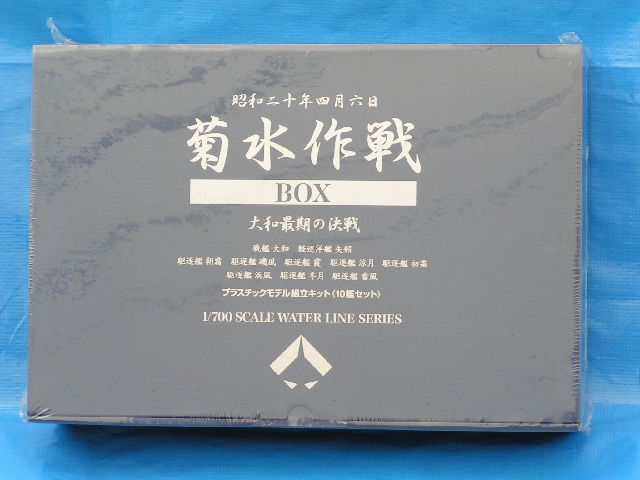 昭和二十年四月六日
菊水作戦
BOX
大和最期の決戦
戦艦 大和 軽巡洋艦 矢矧
駆逐艦 朝霜 駆逐艦 磯風 駆逐艦 霞 駆逐艦 涼月 駆逐艦 初霜
駆逐艦 浜風 駆逐艦 冬月 駆逐艦 雪風
プラスチックモデル組立キット《10艦セット》
1/700 SCALE WATER LINE SERIES